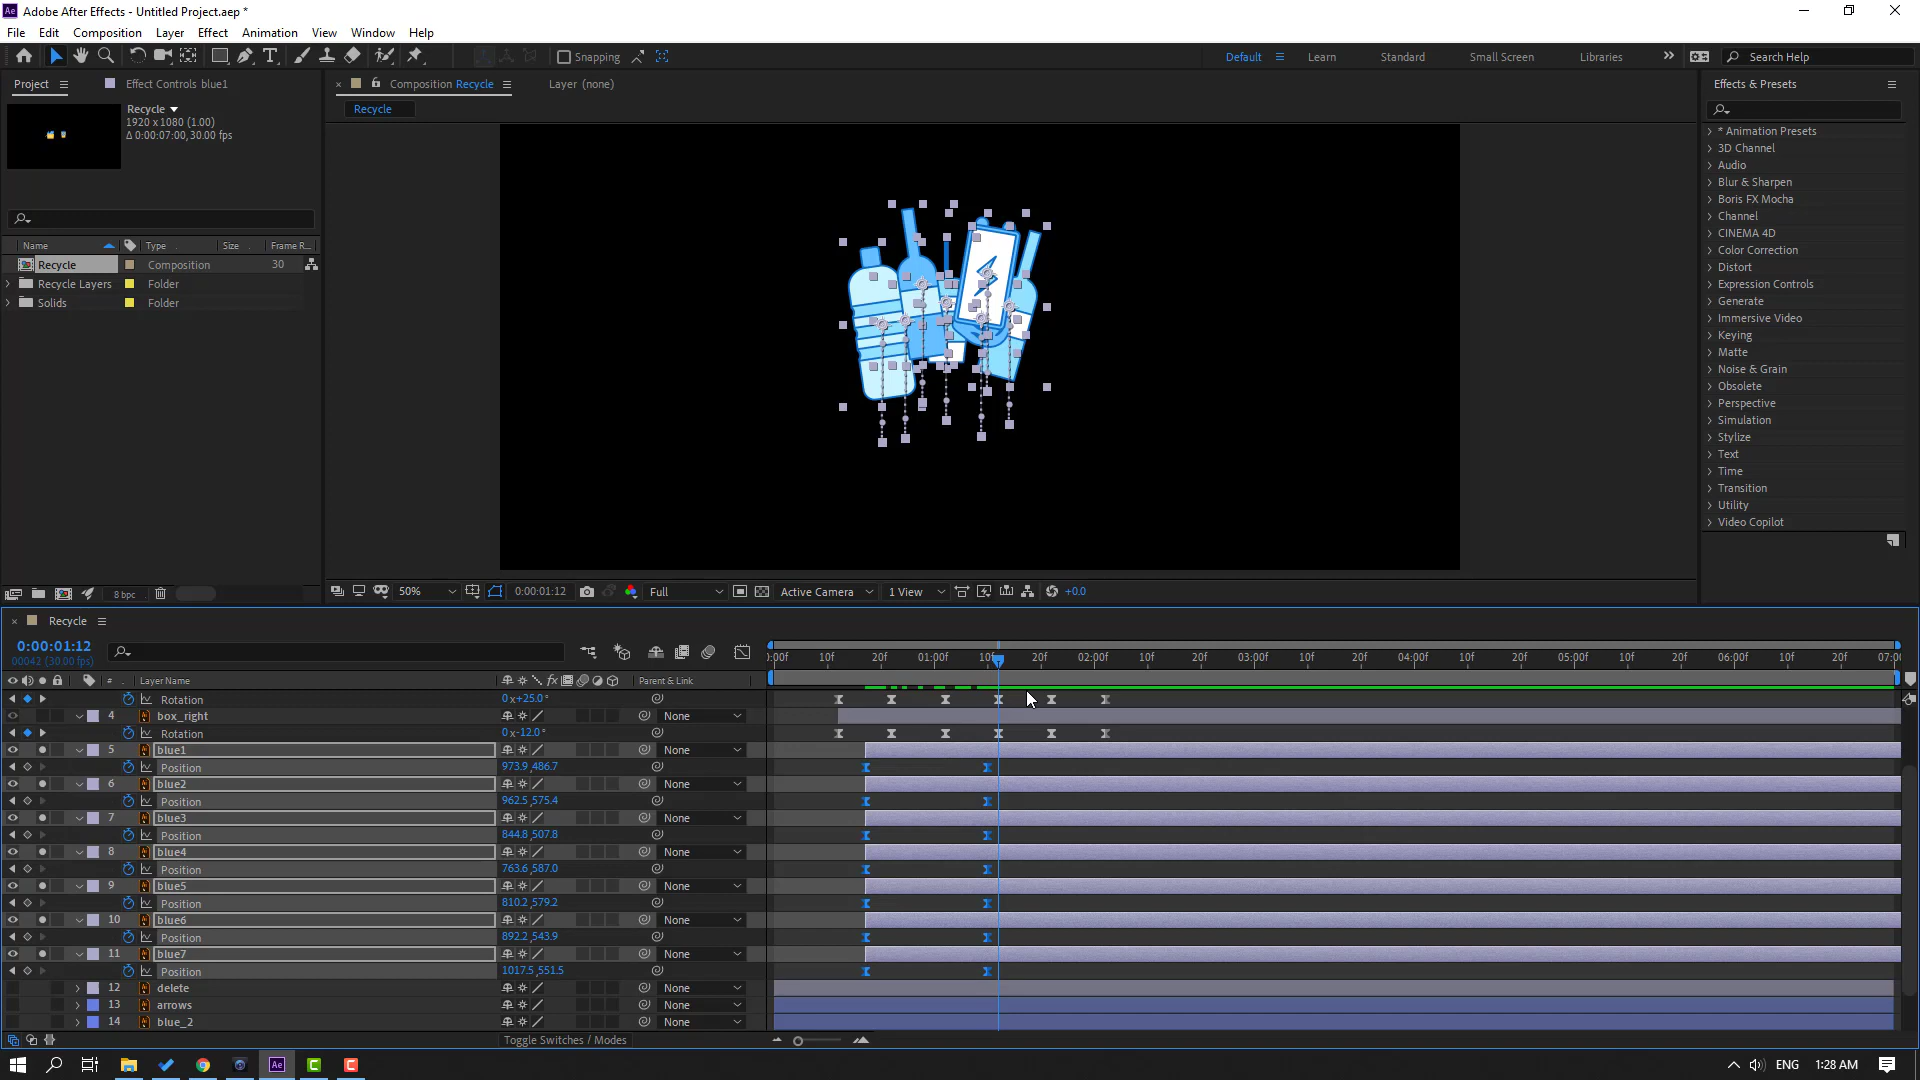 Adobe After Effects - Untitled Project.aep *
File Edit Composition Layer Effect Animation View Window Help
Snapping
Default Learn Standard Small Screen Libraries Search Help
Project Effect Controls blue1
Composition Recycle Layer (none)
Effects & Presets
Recycle
1920 x 1080 (1.00)
Δ 0:00:07:00, 30.00 fps
Recycle
Name Type Size Frame R...
Recycle Composition 30
Recycle Layers Folder
Solids Folder
* Animation Presets
3D Channel
Audio
Blur & Sharpen
Boris FX Mocha
Channel
CINEMA 4D
Color Correction
Distort
Expression Controls
Generate
Immersive Video
Keying
Matte
Noise & Grain
Obsolete
Perspective
Simulation
Stylize
Text
Time
Transition
Utility
Video Copilot
8 bpc
50% 0:00:01:12 Full Active Camera 1 View +0.0
Recycle
0:00:01:12
00042 (30.00 fps)
:00f 10f 20f 01:00f 10f 20f 02:00f 10f 20f 03:00f 10f 20f 04:00f 10f 20f 05:00f 10f 20f 06:00f 10f 20f 07:00
# Layer Name fx Parent & Link
Rotation 0x+25.0°
4 box_right None
Rotation 0x-12.0°
5 blue1 None
Position 973.9,486.7
6 blue2 None
Position 962.5,575.4
7 blue3 None
Position 844.8,507.8
8 blue4 None
Position 763.6,587.0
9 blue5 None
Position 810.2,579.2
10 blue6 None
Position 892.2,543.9
11 blue7 None
Position 1017.5,551.5
12 delete None
13 arrows None
14 blue_2 None
Toggle Switches / Modes
Ae ENG 1:28 AM